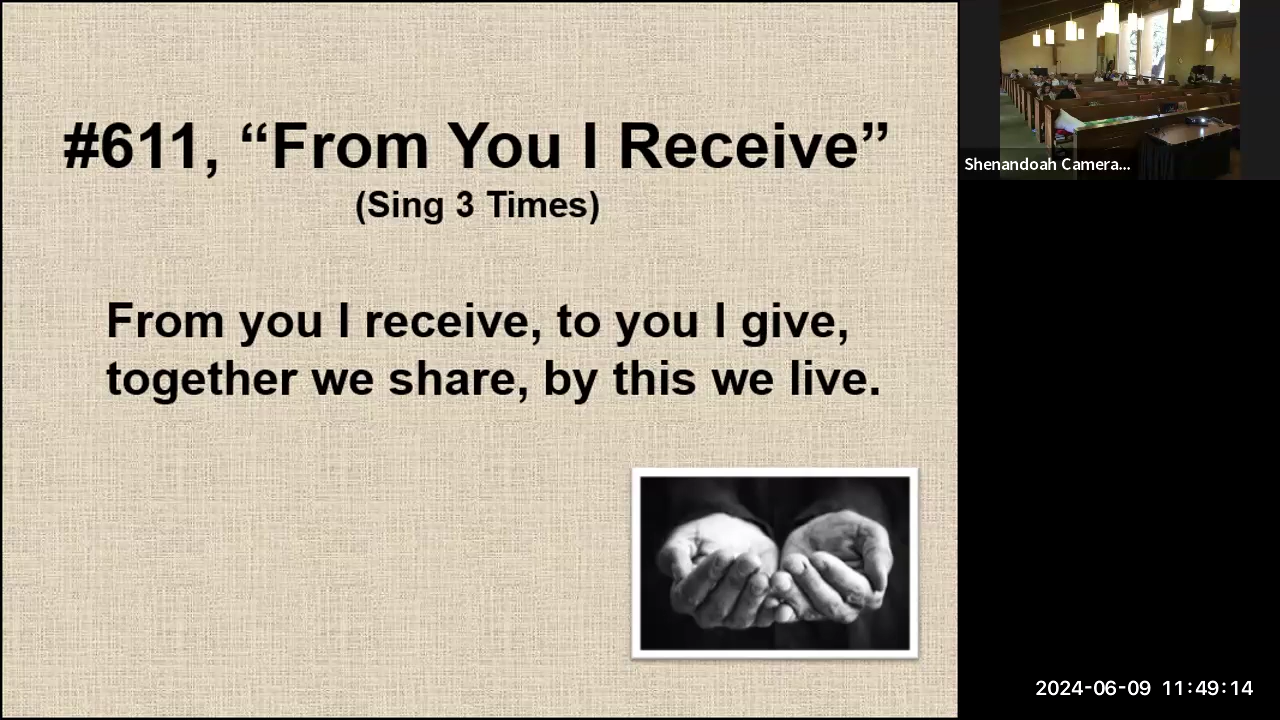 #611, “From You I Receive”
(Sing 3 Times)
From you I receive, to you I give,
together we share, by this we live.
Shenandoah Camera...
2024-06-09 11:49:14